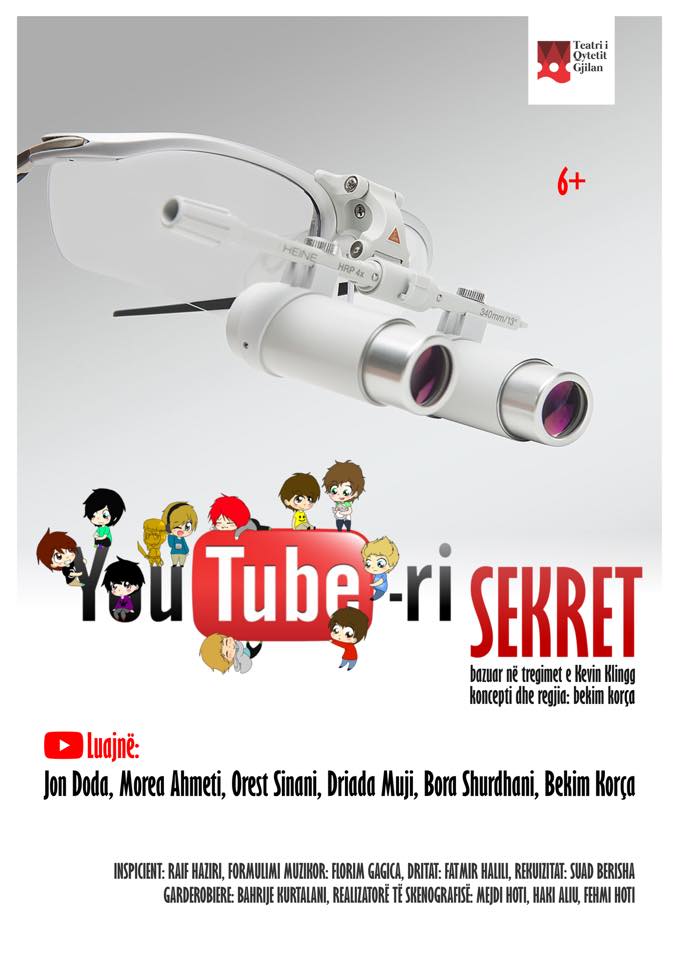 Teatri i
Qytetit
Gjilan
6+
HEINE
HRP 4x
340mm/13"
YouTube-ri SEKRET
bazuar në tregimet e Kevin Klingg
koncepti dhe regjia: bekim korça
Luajnë:
Jon Doda, Morea Ahmeti, Orest Sinani, Driada Muji, Bora Shurdhani, Bekim Korça
INSPICIENT: RAIF HAZIRI, FORMULIMI MUZIKOR: FLORIM GAGICA, DRITAT: FATMIR HALILI, REKUIZITAT: SUAD BERISHA
GARDEROBIERE: BAHRIJE KURTALANI, REALIZATORË TË SKENOGRAFISË: MEJDI HOTI, HAKI ALIU, FEHMI HOTI